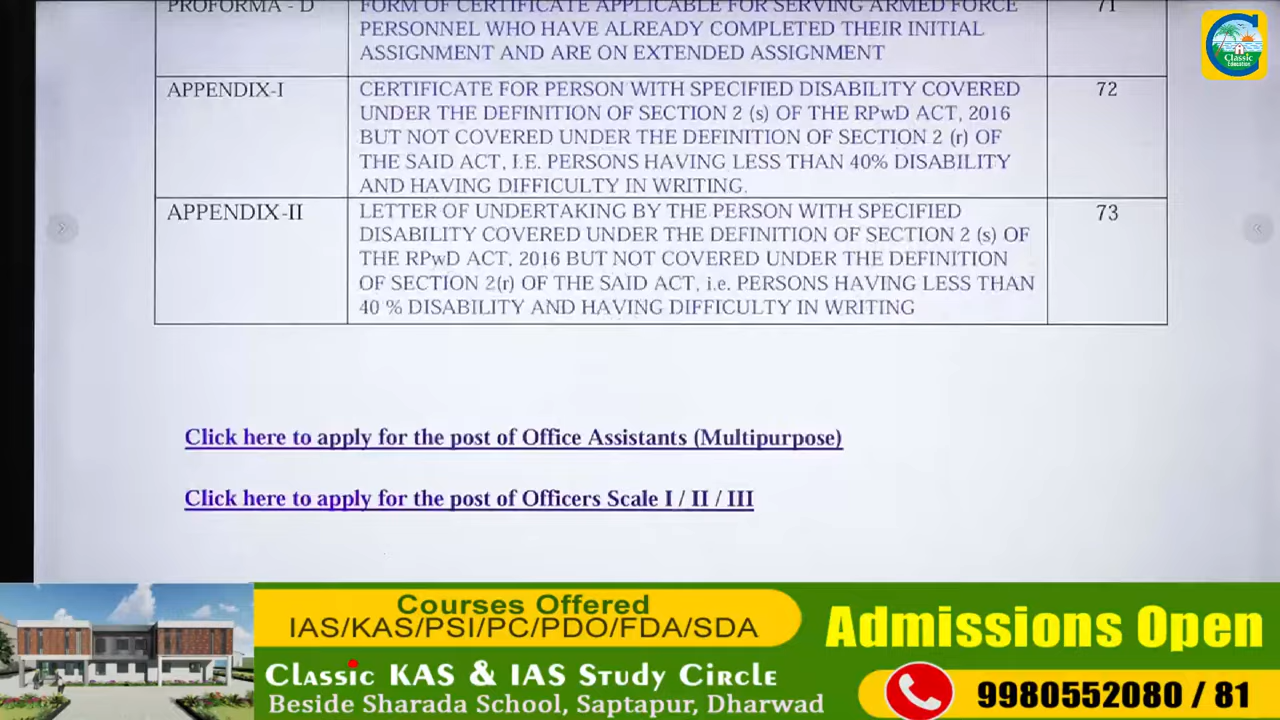 PROFORMA - D
FORM OF CERTIFICATE APPLICABLE FOR SERVING ARMED FORCE
71
PERSONNEL WHO HAVE ALREADY COMPLETED THEIR INITIAL
ASSIGNMENT AND ARE ON EXTENDED ASSIGNMENT
APPENDIX-I
CERTIFICATE FOR PERSON WITH SPECIFIED DISABILITY COVERED
72
UNDER THE DEFINITION OF SECTION 2 (s) OF THE RPwD ACT, 2016
BUT NOT COVERED UNDER THE DEFINITION OF SECTION 2 (r) OF
THE SAID ACT, I.E. PERSONS HAVING LESS THAN 40% DISABILITY
AND HAVING DIFFICULTY IN WRITING.
APPENDIX-II
LETTER OF UNDERTAKING BY THE PERSON WITH SPECIFIED
73
DISABILITY COVERED UNDER THE DEFINITION OF SECTION 2 (s) OF
THE RPwD ACT, 2016 BUT NOT COVERED UNDER THE DEFINITION
OF SECTION 2(r) OF THE SAID ACT, i.e. PERSONS HAVING LESS THAN
40 % DISABILITY AND HAVING DIFFICULTY IN WRITING
Click here to apply for the post of Office Assistants (Multipurpose)
Click here to apply for the post of Officers Scale I / II / III
Classic
Education
Courses Offered
IAS/KAS/PSI/PC/PDO/FDA/SDA
Classic KAS & IAS Study Circle
Beside Sharada School, Saptapur, Dharwad
Admissions Open
9980552080 / 81